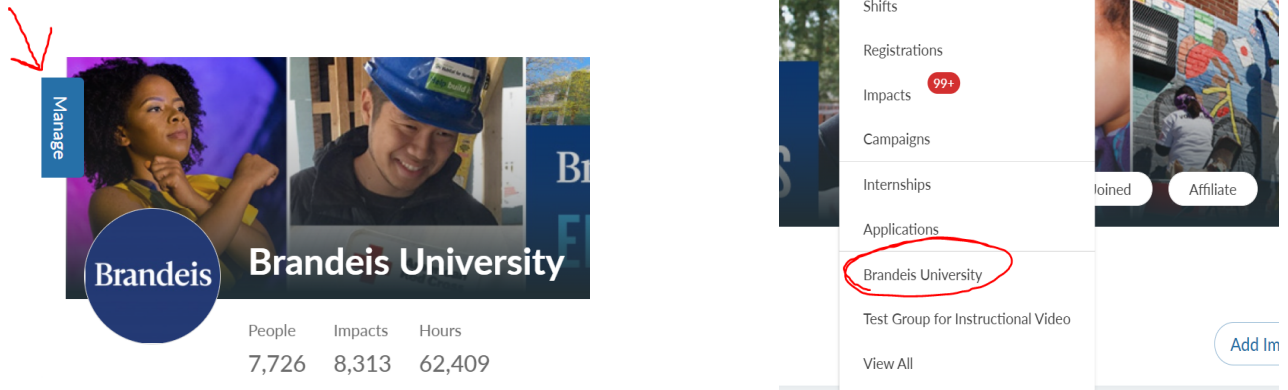 Manage
Br
Brandeis
Brandeis University
People Impacts Hours
7,726 8,313 62,409
Shifts
Registrations
Impacts 99+
Campaigns
Internships
Joined Affiliate
Applications
Brandeis University
Test Group for Instructional Video
Add Im
View All